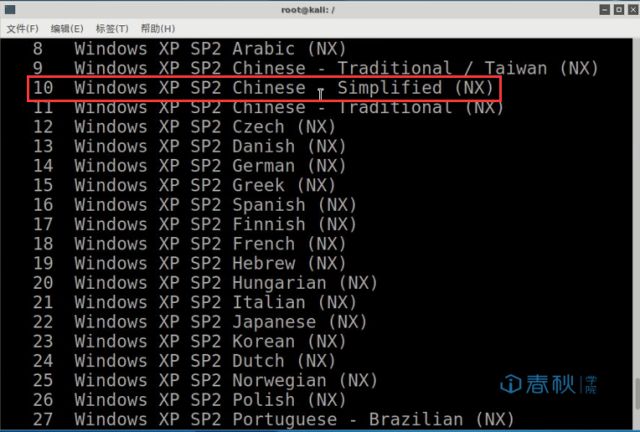 root@kali: /
文件(F) 编辑(E) 标签(T) 帮助(H)
8 Windows XP SP2 Arabic (NX)
9 Windows XP SP2 Chinese - Traditional / Taiwan (NX)
10 Windows XP SP2 Chinese - Simplified (NX)
11 Windows XP SP2 Chinese - Traditional (NX)
12 Windows XP SP2 Czech (NX)
13 Windows XP SP2 Danish (NX)
14 Windows XP SP2 German (NX)
15 Windows XP SP2 Greek (NX)
16 Windows XP SP2 Spanish (NX)
17 Windows XP SP2 Finnish (NX)
18 Windows XP SP2 French (NX)
19 Windows XP SP2 Hebrew (NX)
20 Windows XP SP2 Hungarian (NX)
21 Windows XP SP2 Italian (NX)
22 Windows XP SP2 Japanese (NX)
23 Windows XP SP2 Korean (NX)
24 Windows XP SP2 Dutch (NX)
25 Windows XP SP2 Norwegian (NX)
26 Windows XP SP2 Polish (NX)
27 Windows XP SP2 Portuguese - Brazilian (NX)
i春秋学院